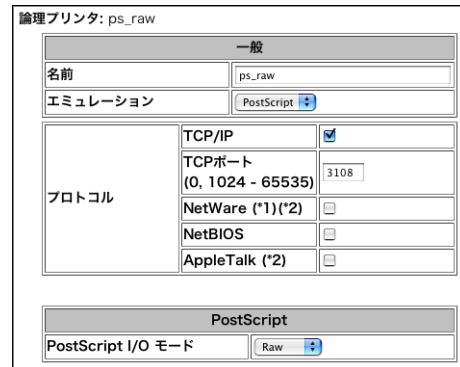 論理プリンタ: ps_raw
一般
名前 ps_raw
エミュレーション PostScript
プロトコル
TCP/IP
TCPポート
(0, 1024 - 65535) 3108
NetWare (*1)(*2)
NetBIOS
AppleTalk (*2)
PostScript
PostScript I/O モード Raw